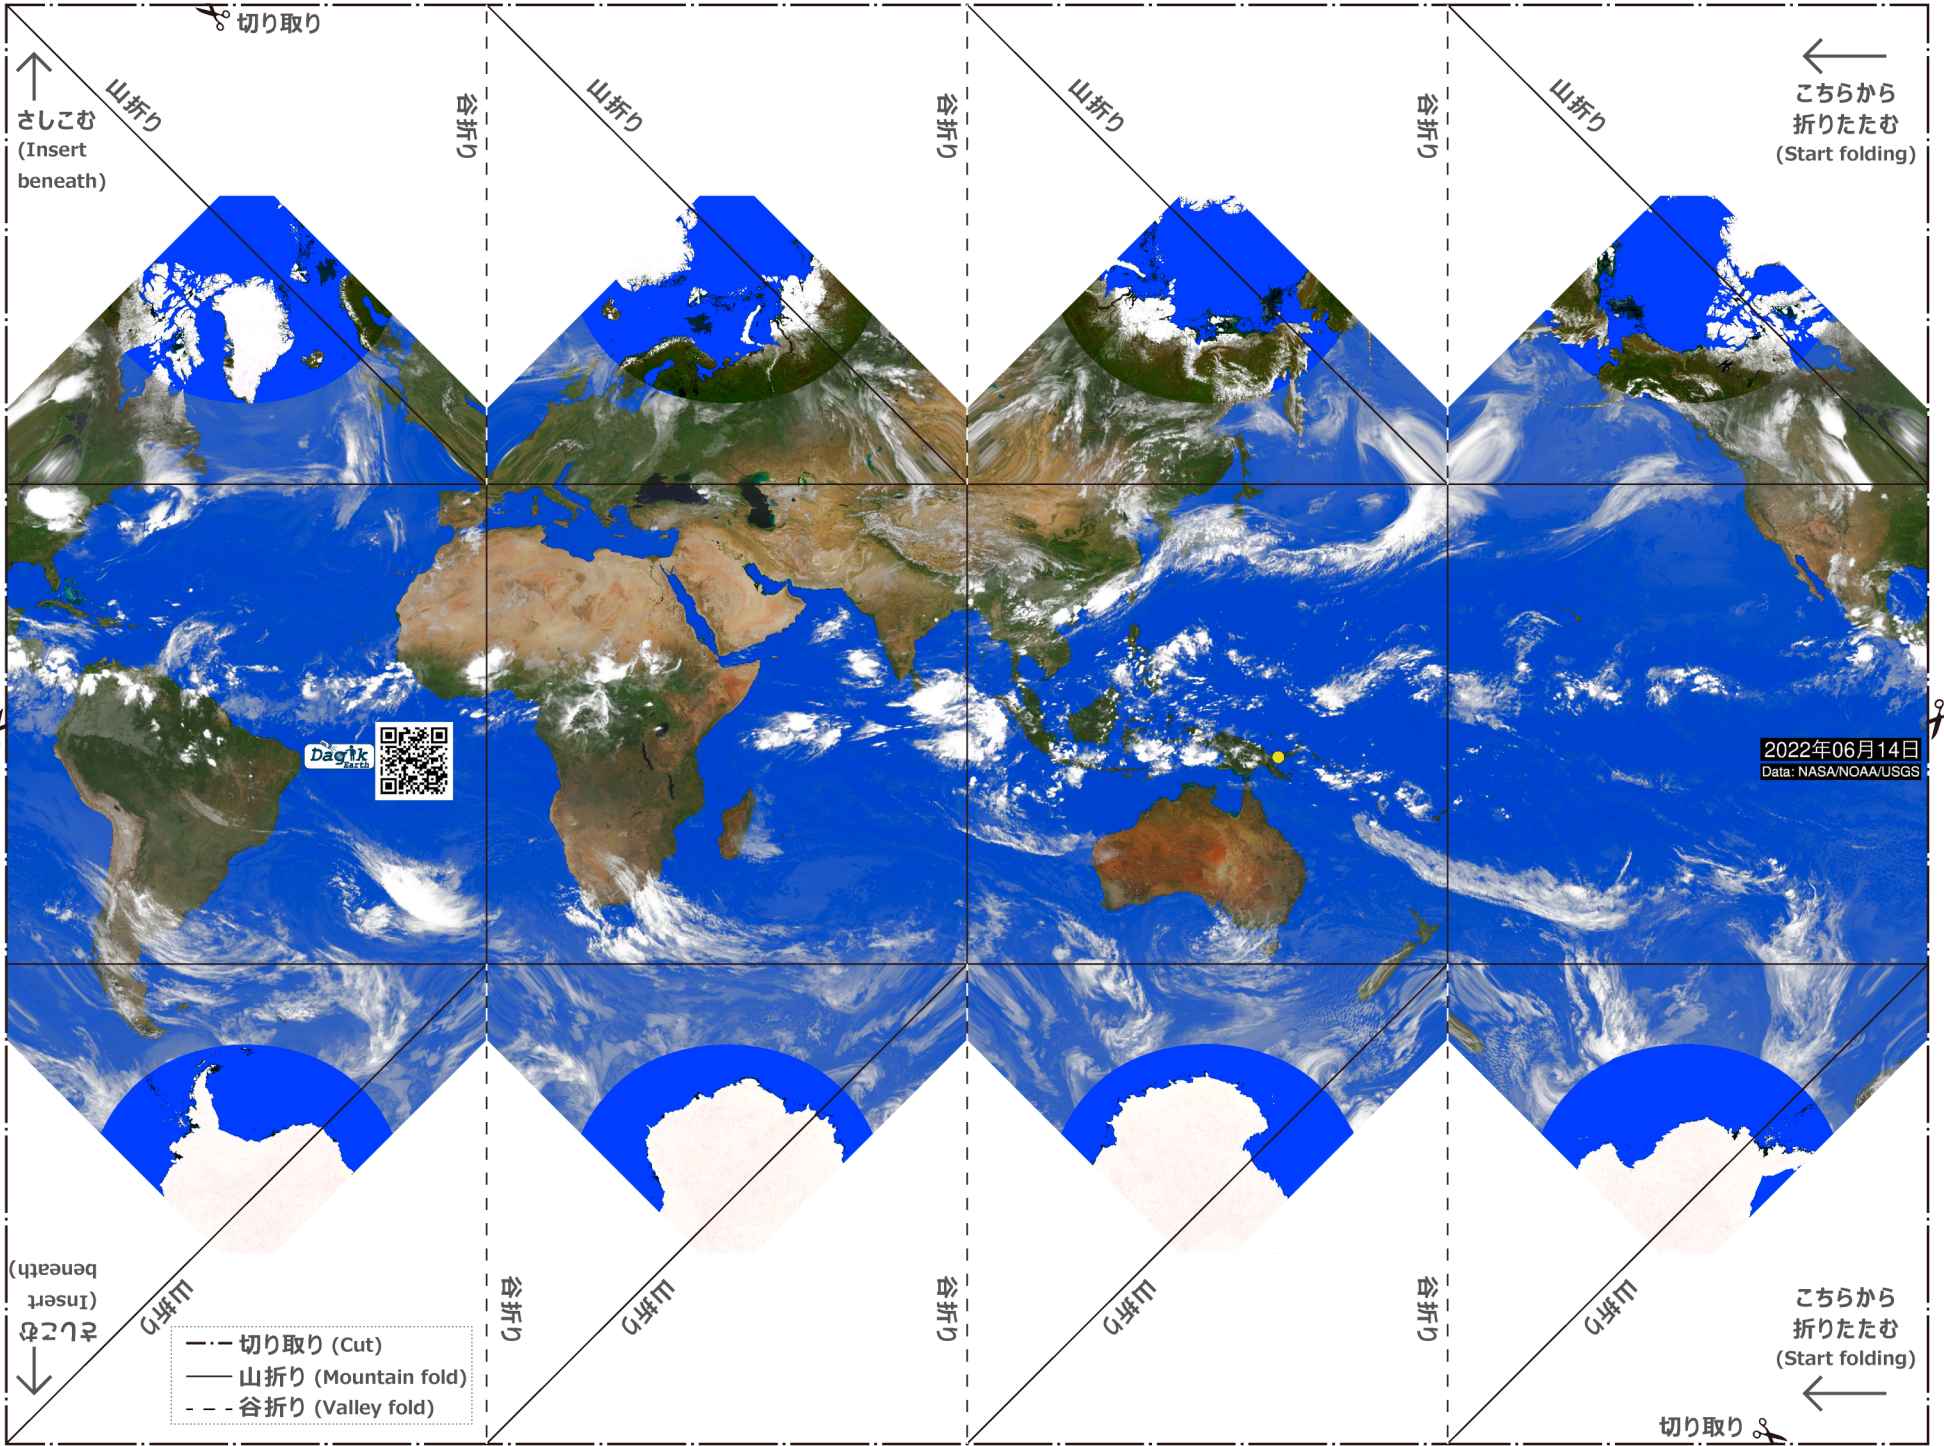 切り取り
山折り
谷折り
山折り
谷折り
山折り
谷折り
山折り
さしこむ
(Insert
beneath)
こちらから
折りたたむ
(Start folding)
Dagik
Earth
2022年06月14日
Data: NASA/NOAA/USGS
さしこむ
(Insert
beneath)
山折り
谷折り
山折り
谷折り
山折り
谷折り
山折り
こちらから
折りたたむ
(Start folding)
切り取り (Cut)
山折り (Mountain fold)
谷折り (Valley fold)
切り取り